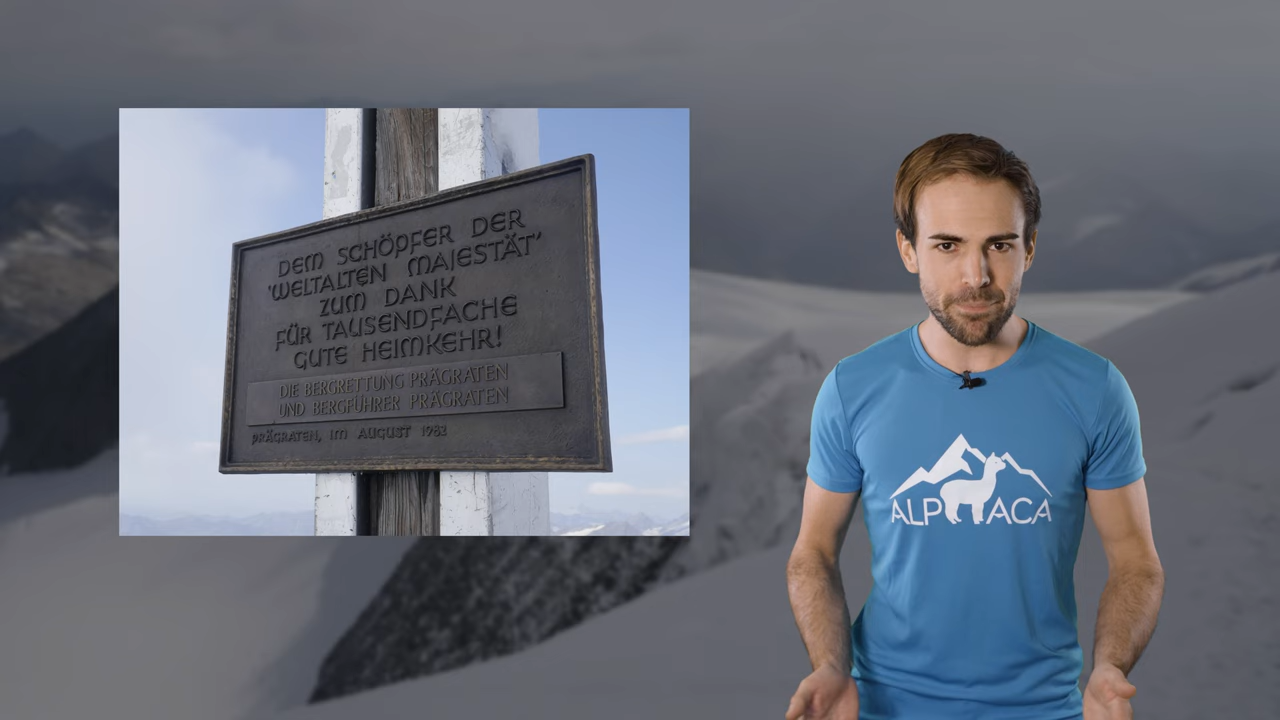 DEM SCHÖPFER DER
'WELTALTEN MAJESTÄT'
ZUM DANK
FÜR TAUSENDFACHE
GUTE HEIMKEHR!
DIE BERGRETTUNG PRÄGRATEN
UND BERGFÜHRER PRÄGRATEN
PRÄGRATEN, IM AUGUST 1982
ALPACA